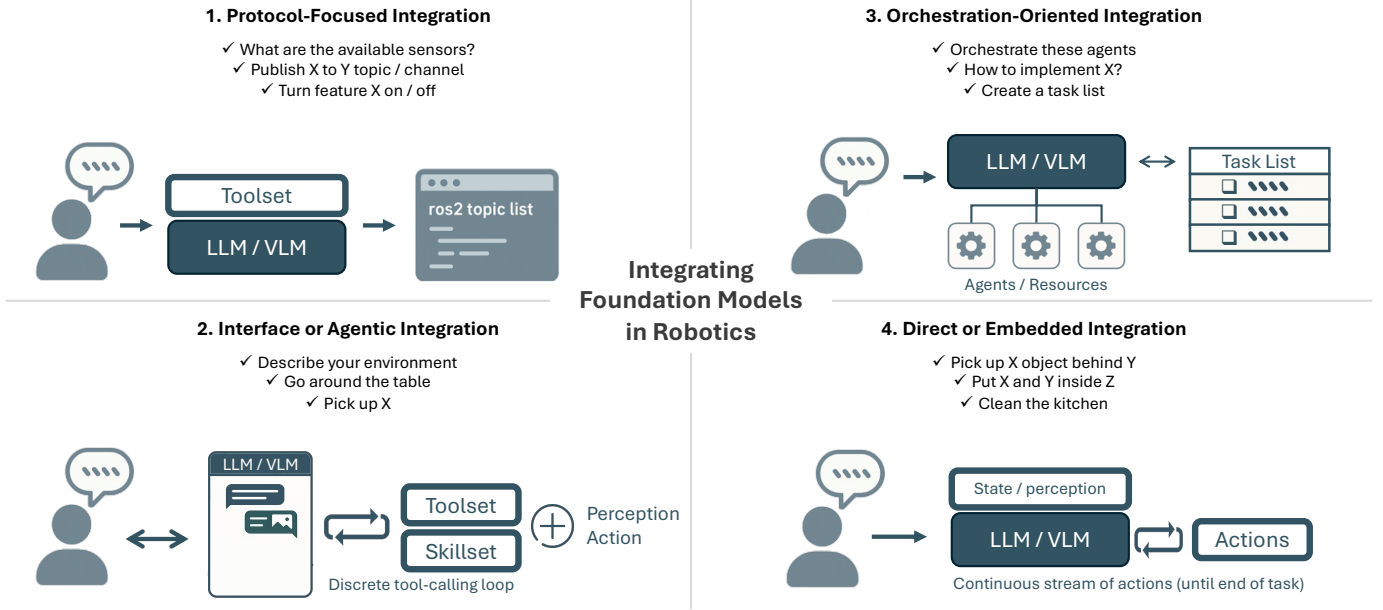 1. Protocol-Focused Integration
✓ What are the available sensors?
✓ Publish X to Y topic / channel
✓ Turn feature X on / off
Toolset
LLM / VLM
ros2 topic list
3. Orchestration-Oriented Integration
✓ Orchestrate these agents
✓ How to implement X?
✓ Create a task list
LLM / VLM
Task List
Agents / Resources
Integrating
Foundation Models
in Robotics
2. Interface or Agentic Integration
✓ Describe your environment
✓ Go around the table
✓ Pick up X
LLM / VLM
Toolset
Skillset
Perception
Action
Discrete tool-calling loop
4. Direct or Embedded Integration
✓ Pick up X object behind Y
✓ Put X and Y inside Z
✓ Clean the kitchen
State / perception
LLM / VLM
Actions
Continuous stream of actions (until end of task)